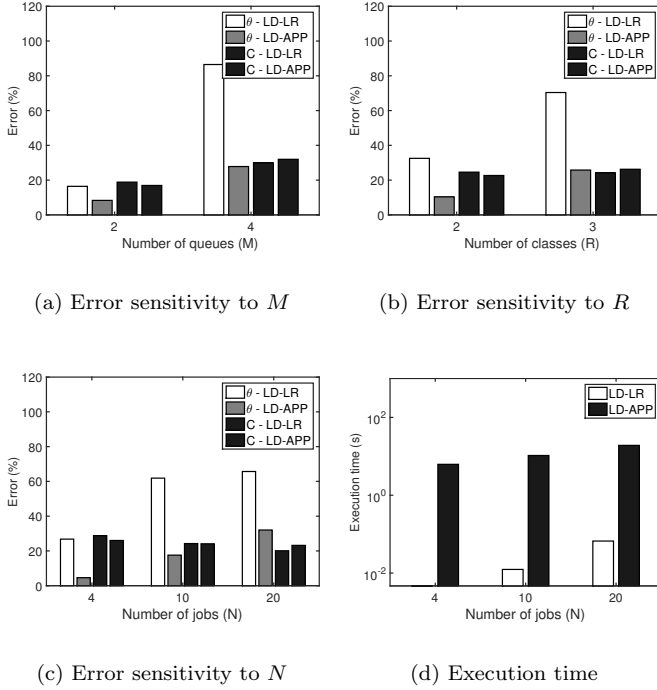 120
100
80
60
40
20
0
Error (%)
2
4
Number of queues (M)
θ - LD-LR
θ - LD-APP
C - LD-LR
C - LD-APP
(a) Error sensitivity to M
120
100
80
60
40
20
0
Error (%)
2
3
Number of classes (R)
θ - LD-LR
θ - LD-APP
C - LD-LR
C - LD-APP
(b) Error sensitivity to R
120
100
80
60
40
20
0
Error (%)
4
10
20
Number of jobs (N)
θ - LD-LR
θ - LD-APP
C - LD-LR
C - LD-APP
(c) Error sensitivity to N
10²
10⁰
10⁻²
Execution time (s)
4
10
20
Number of jobs (N)
LD-LR
LD-APP
(d) Execution time